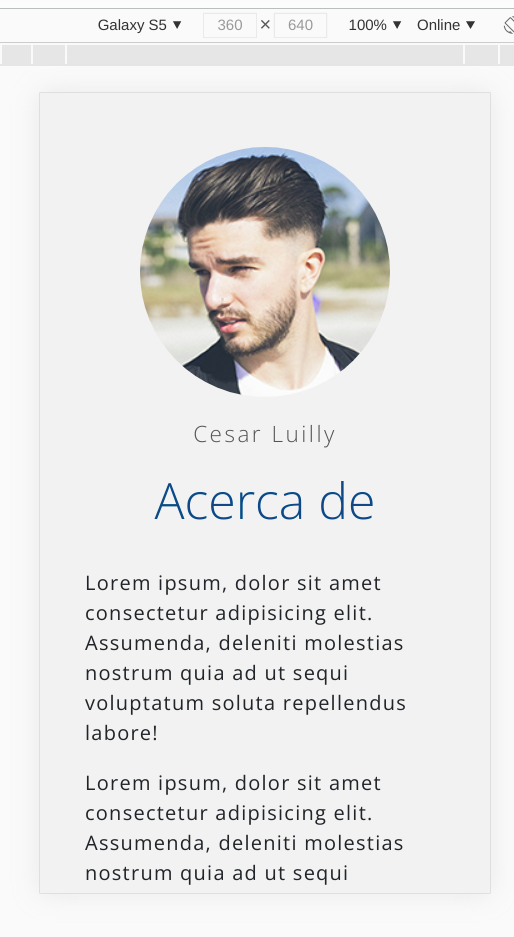 Galaxy S5 ▼ 360 × 640 100% ▼ Online ▼
Cesar Luilly
Acerca de
Lorem ipsum, dolor sit amet
consectetur adipisicing elit.
Assumenda, deleniti molestias
nostrum quia ad ut sequi
voluptatum soluta repellendus
labore!
Lorem ipsum, dolor sit amet
consectetur adipisicing elit.
Assumenda, deleniti molestias
nostrum quia ad ut sequi